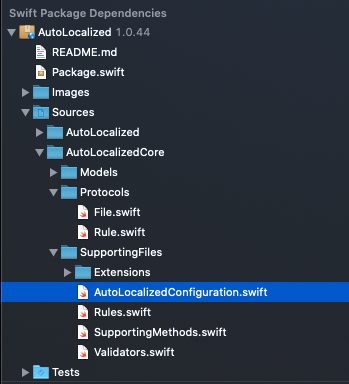 Swift Package Dependencies
AutoLocalized 1.0.44
README.md
Package.swift
Images
Sources
AutoLocalized
AutoLocalizedCore
Models
Protocols
File.swift
Rule.swift
SupportingFiles
Extensions
AutoLocalizedConfiguration.swift
Rules.swift
SupportingMethods.swift
Validators.swift
Tests